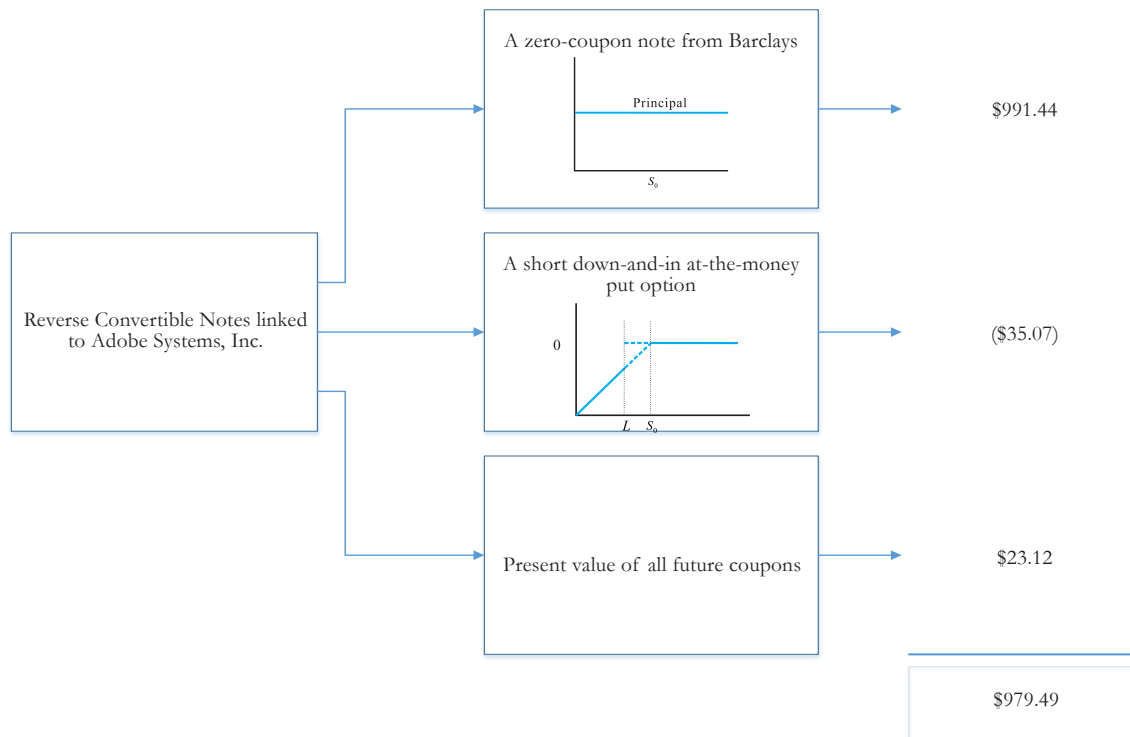 A zero-coupon note from Barclays
Principal
S₀
$991.44
Reverse Convertible Notes linked
to Adobe Systems, Inc.
A short down-and-in at-the-money
put option
0
L S₀
($35.07)
Present value of all future coupons
$23.12
$979.49